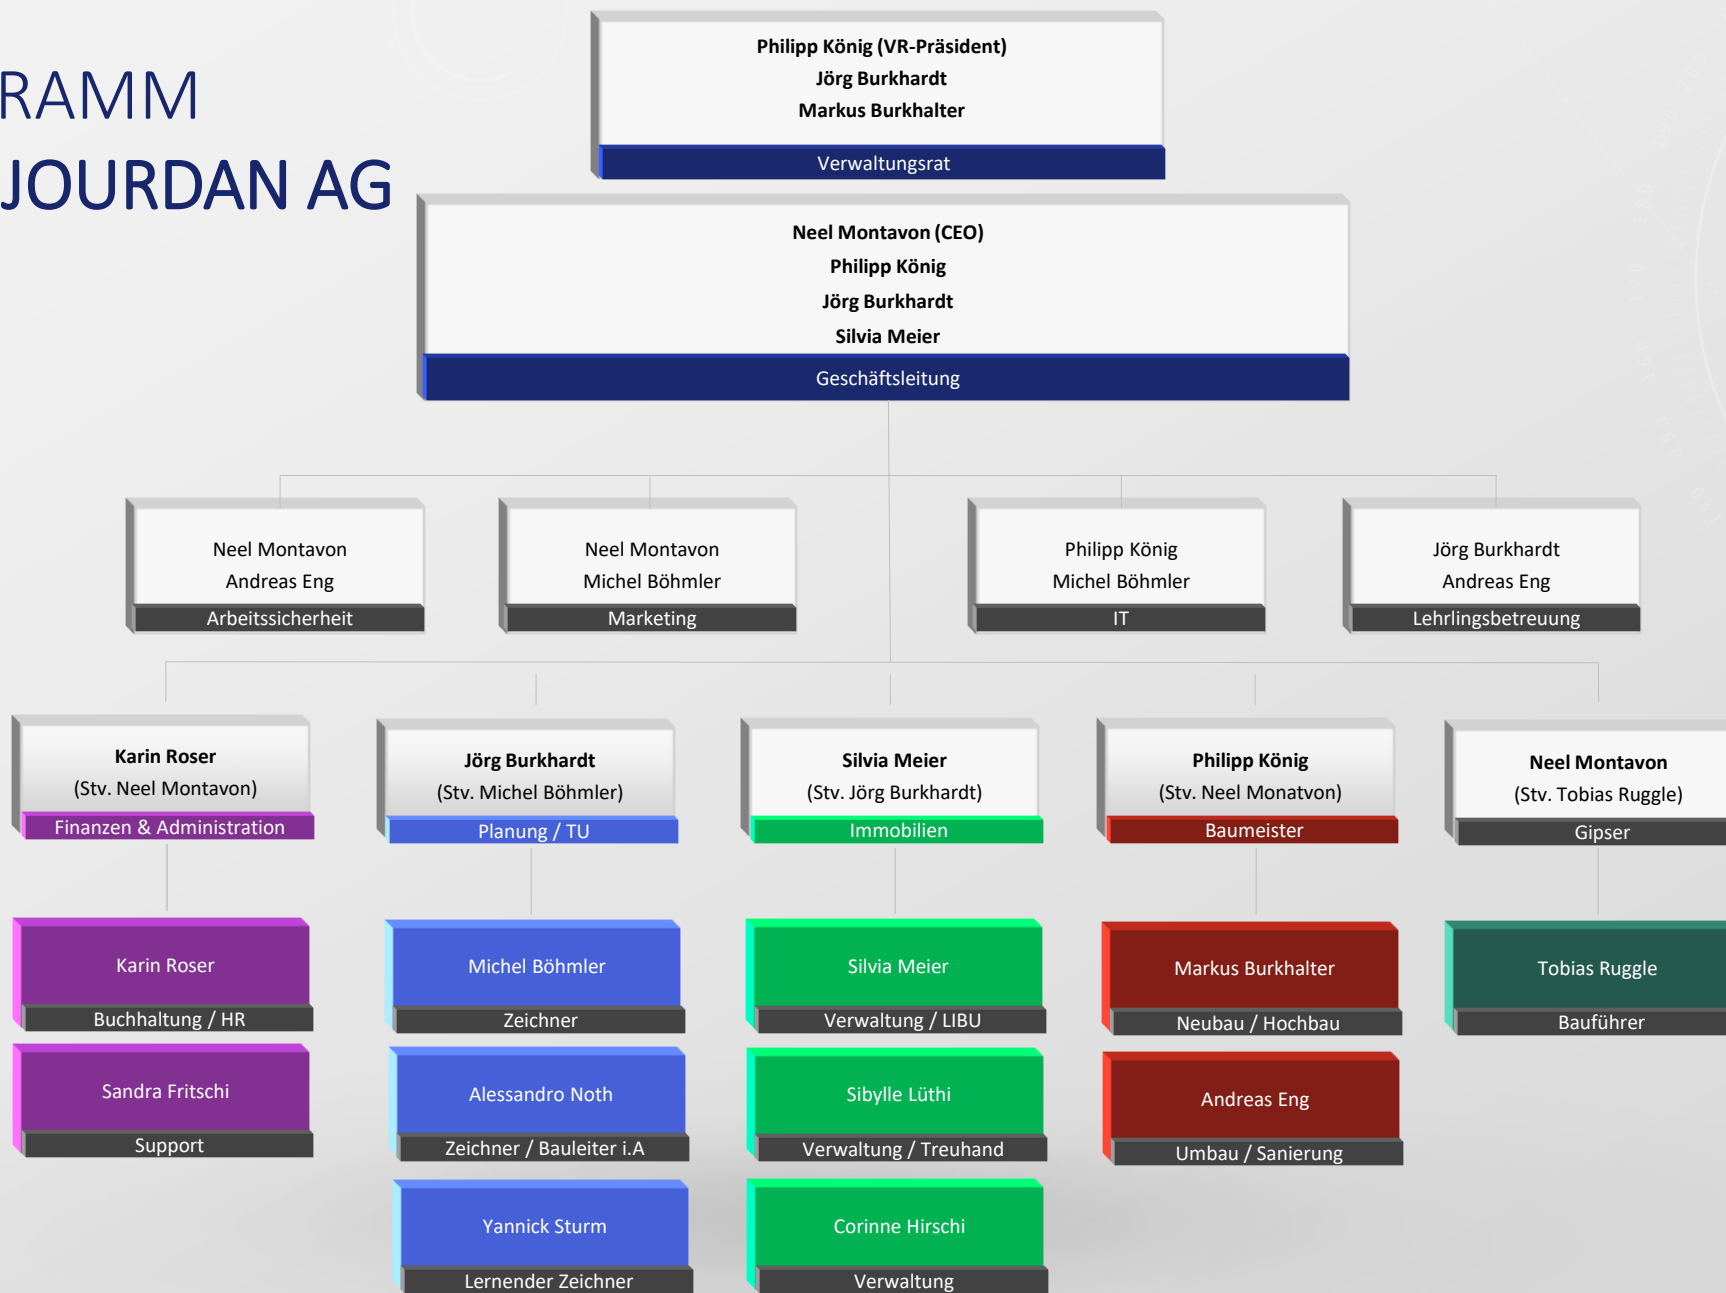 RAMM
JOURDAN AG
Philipp König (VR-Präsident)
Jörg Burkhardt
Markus Burkhalter
Verwaltungsrat
Neel Montavon (CEO)
Philipp König
Jörg Burkhardt
Silvia Meier
Geschäftsleitung
Neel Montavon
Andreas Eng
Arbeitssicherheit
Neel Montavon
Michel Böhmler
Marketing
Philipp König
Michel Böhmler
IT
Jörg Burkhardt
Andreas Eng
Lehrlingsbetreuung
Karin Roser
(Stv. Neel Montavon)
Finanzen & Administration
Jörg Burkhardt
(Stv. Michel Böhmler)
Planung / TU
Silvia Meier
(Stv. Jörg Burkhardt)
Immobilien
Philipp König
(Stv. Neel Monatvon)
Baumeister
Neel Montavon
(Stv. Tobias Ruggle)
Gipser
Karin Roser
Buchhaltung / HR
Sandra Fritschi
Support
Michel Böhmler
Zeichner
Alessandro Noth
Zeichner / Bauleiter i.A
Yannick Sturm
Lernender Zeichner
Silvia Meier
Verwaltung / LIBU
Sibylle Lüthi
Verwaltung / Treuhand
Corinne Hirschi
Verwaltung
Markus Burkhalter
Neubau / Hochbau
Andreas Eng
Umbau / Sanierung
Tobias Ruggle
Bauführer